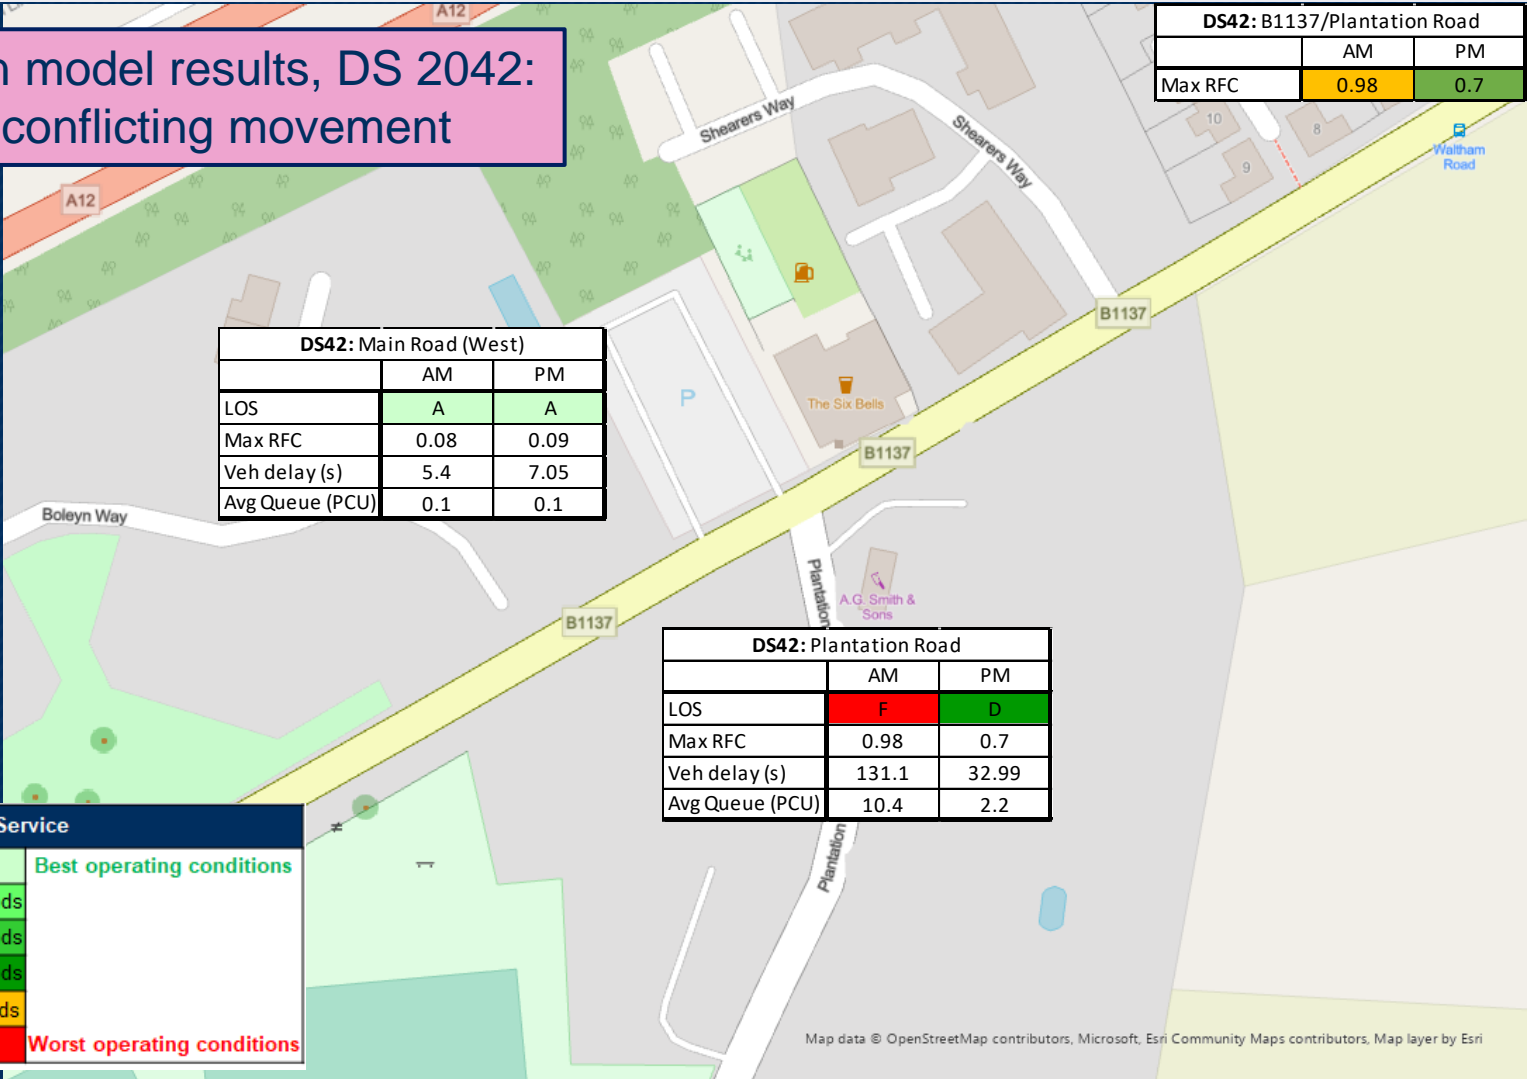 A12
model results, DS 2042:
conflicting movement
DS42: B1137/Plantation Road
AM PM
Max RFC 0.98 0.7
Shearers Way
Shearers Way
10
8
9
Waltham
Road
A12
B1137
DS42: Main Road (West)
AM PM
LOS A A
Max RFC 0.08 0.09
Veh delay (s) 5.4 7.05
Avg Queue (PCU) 0.1 0.1
P
The Six Bells
B1137
Boleyn Way
Plantation
A.G. Smith &
Sons
B1137
DS42: Plantation Road
AM PM
LOS F D
Max RFC 0.98 0.7
Veh delay (s) 131.1 32.99
Avg Queue (PCU) 10.4 2.2
Plantation
Service
Best operating conditions
Worst operating conditions
Map data © OpenStreetMap contributors, Microsoft, Esri Community Maps contributors, Map layer by Esri